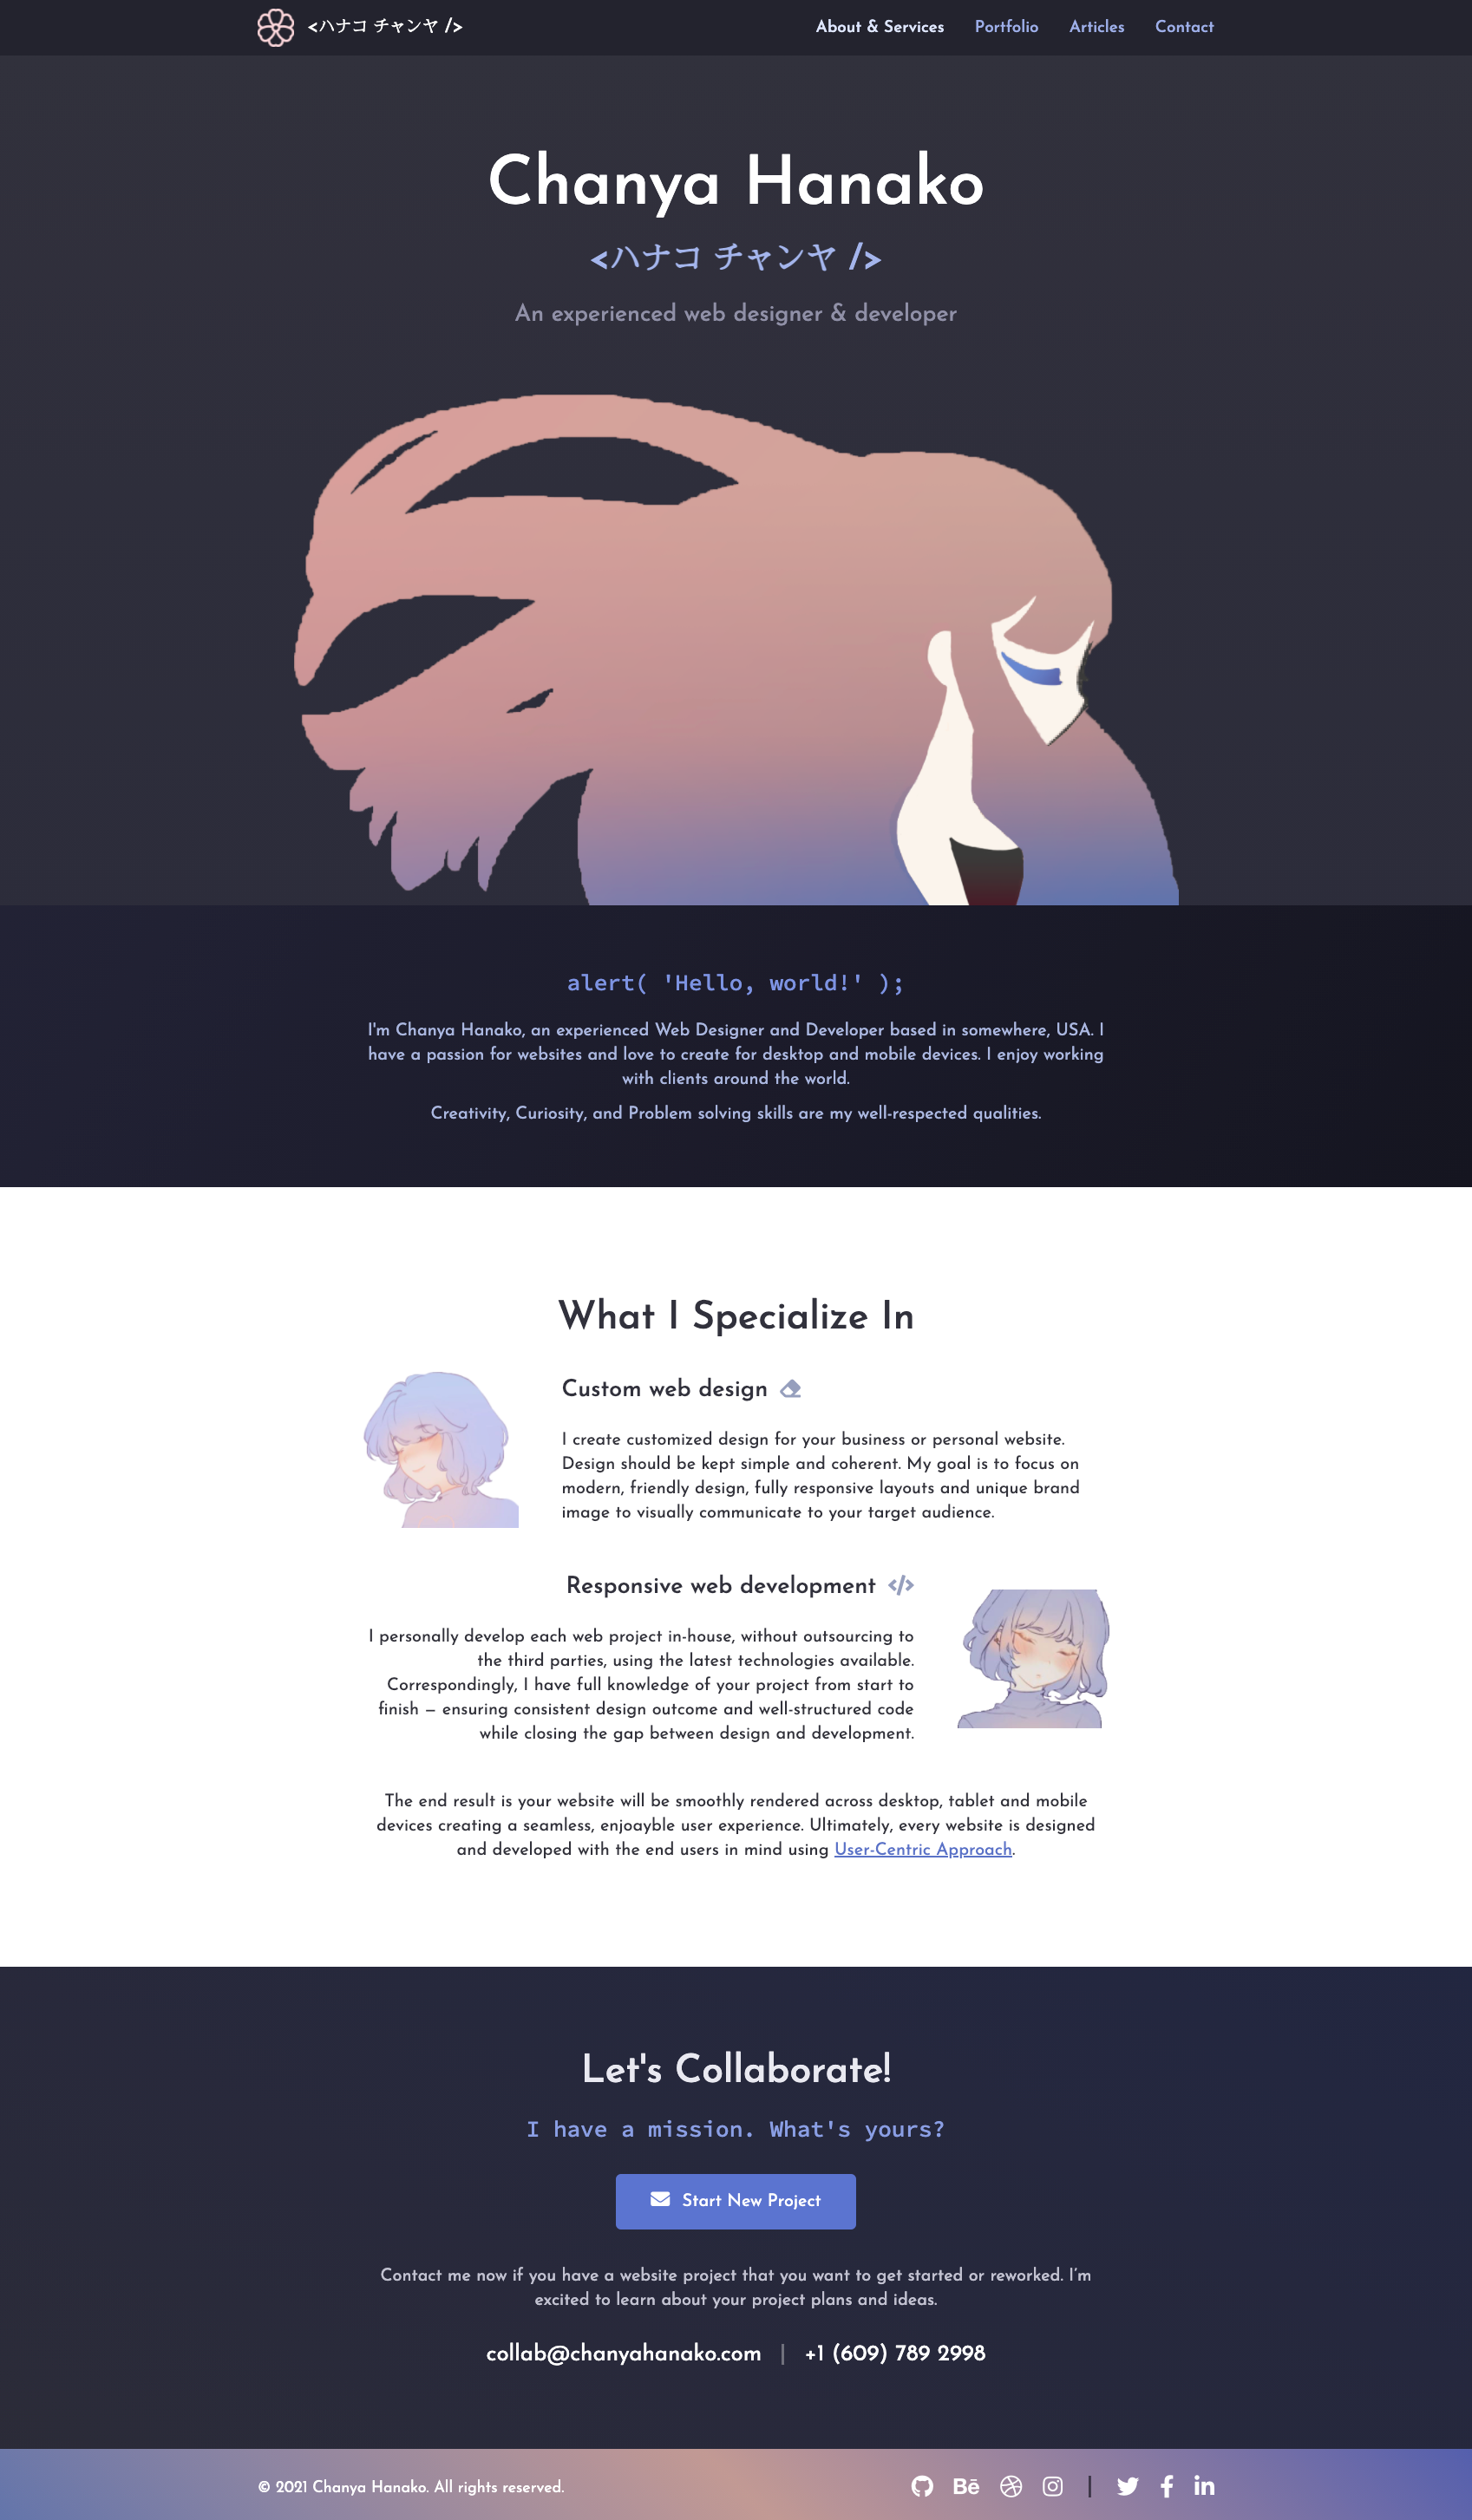 <ハナコ チャンヤ />
About & Services
Portfolio
Articles
Contact
Chanya Hanako
<ハナコ チャンヤ />
An experienced web designer & developer
alert( 'Hello, world!' );
I'm Chanya Hanako, an experienced Web Designer and Developer based in somewhere, USA. I
have a passion for websites and love to create for desktop and mobile devices. I enjoy working
with clients around the world.
Creativity, Curiosity, and Problem solving skills are my well-respected qualities.
What I Specialize In
Custom web design
I create customized design for your business or personal website.
Design should be kept simple and coherent. My goal is to focus on
modern, friendly design, fully responsive layouts and unique brand
image to visually communicate to your target audience.
Responsive web development
I personally develop each web project in-house, without outsourcing to
the third parties, using the latest technologies available.
Correspondingly, I have full knowledge of your project from start to
finish – ensuring consistent design outcome and well-structured code
while closing the gap between design and development.
The end result is your website will be smoothly rendered across desktop, tablet and mobile
devices creating a seamless, enjoayble user experience. Ultimately, every website is designed
and developed with the end users in mind using User-Centric Approach.
Let's Collaborate!
I have a mission. What's yours?
Start New Project
Contact me now if you have a website project that you want to get started or reworked. I’m
excited to learn about your project plans and ideas.
collab@chanyahanako.com | +1 (609) 789 2998
© 2021 Chanya Hanako. All rights reserved.